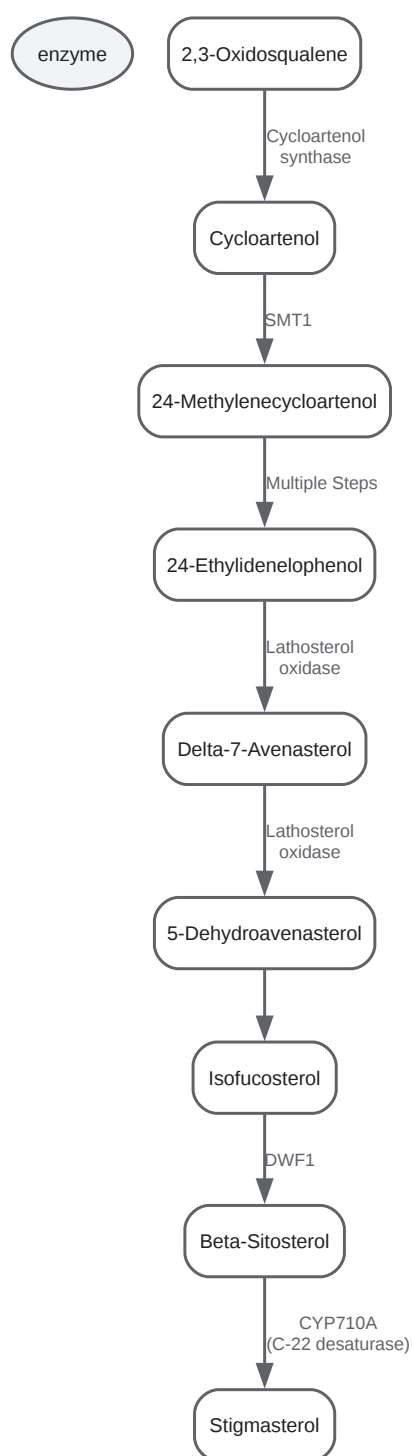 enzyme
2,3-Oxidosqualene
Cycloartenol
synthase
Cycloartenol
SMT1
24-Methylenecycloartenol
Multiple Steps
24-Ethylidenelophenol
Lathosterol
oxidase
Delta-7-Avenasterol
Lathosterol
oxidase
5-Dehydroavenasterol
Isofucosterol
DWF1
Beta-Sitosterol
CYP710A
(C-22 desaturase)
Stigmasterol